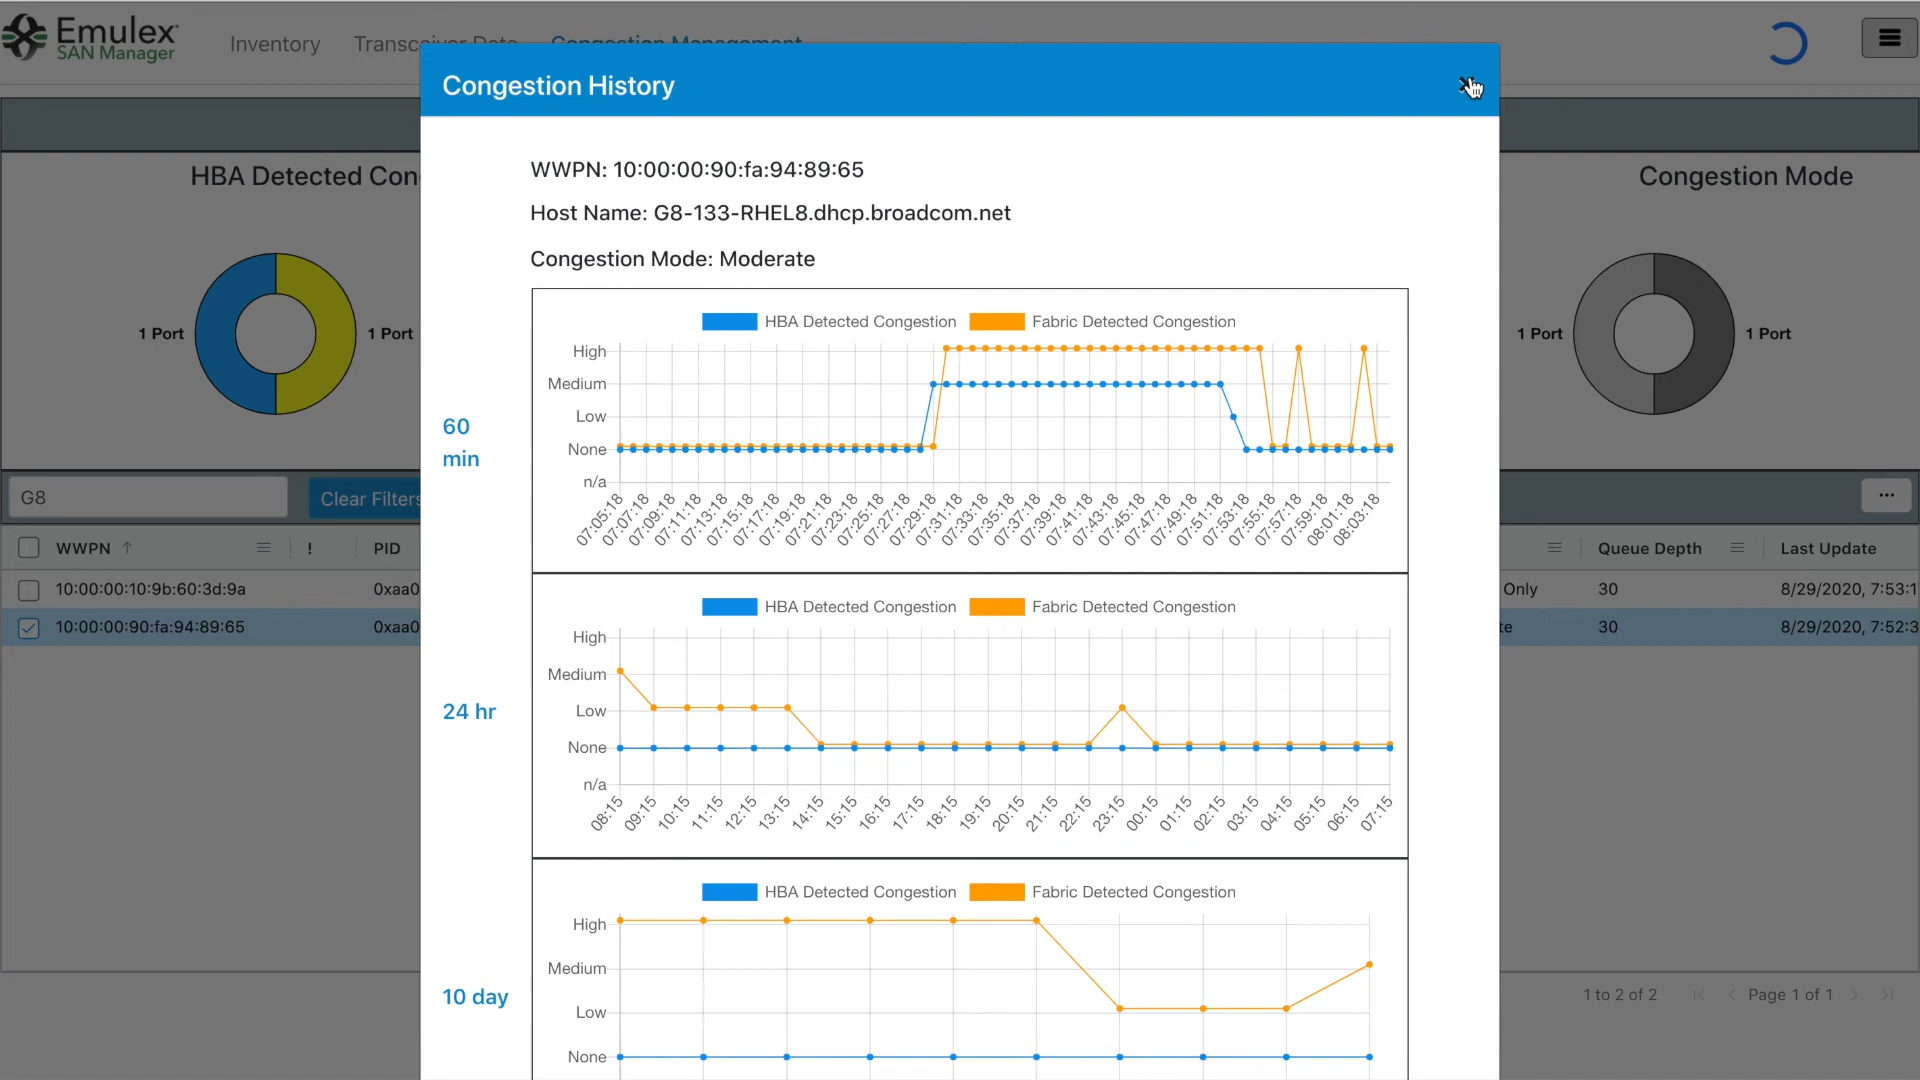 Emulex
SAN Manager
Inventory
Transceiver Data
Congestion Management
Congestion History
HBA Detected Con
Congestion Mode
1 Port
1 Port
1 Port
1 Port
WWPN: 10:00:00:90:fa:94:89:65
Host Name: G8-133-RHEL8.dhcp.broadcom.net
Congestion Mode: Moderate
60
min
HBA Detected Congestion
Fabric Detected Congestion
High
Medium
Low
None
n/a
07:05:18
07:07:18
07:09:18
07:11:18
07:13:18
07:15:18
07:17:18
07:19:18
07:21:18
07:23:18
07:25:18
07:27:18
07:29:18
07:31:18
07:33:18
07:35:18
07:37:18
07:39:18
07:41:18
07:43:18
07:45:18
07:47:18
07:49:18
07:51:18
07:53:18
07:55:18
07:57:18
07:59:18
08:01:18
08:03:18
24 hr
HBA Detected Congestion
Fabric Detected Congestion
High
Medium
Low
None
n/a
08:15
09:15
10:15
11:15
12:15
13:15
14:15
15:15
16:15
17:15
18:15
19:15
20:15
21:15
22:15
23:15
00:15
01:15
02:15
03:15
04:15
05:15
06:15
07:15
10 day
HBA Detected Congestion
Fabric Detected Congestion
High
Medium
Low
None
G8
Clear Filters
...
WWPN ↑
!
PID
Queue Depth
Last Update
10:00:00:10:9b:60:3d:9a
0xaa0
Only
30
8/29/2020, 7:53:1
10:00:00:90:fa:94:89:65
0xaa0
te
30
8/29/2020, 7:52:3
1 to 2 of 2
Page 1 of 1